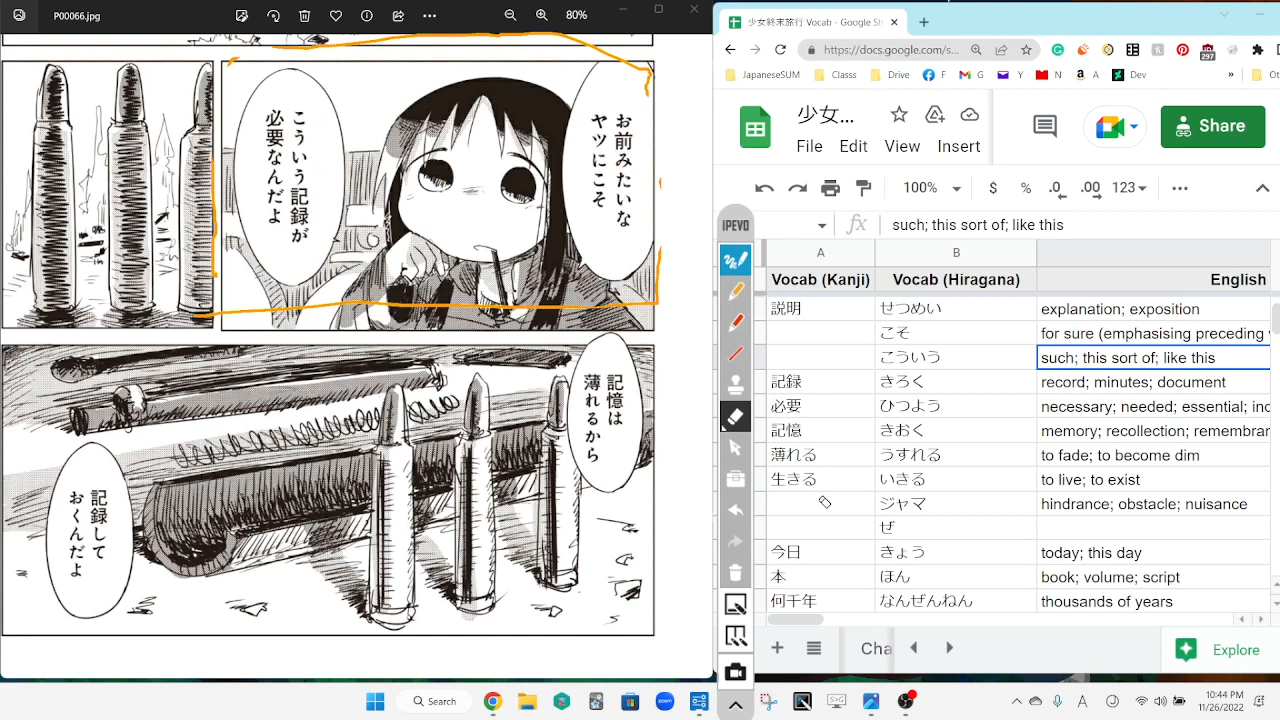 P00066.jpg
80%
お前みたいな
ヤツにこそ
こういう記録が
必要なんだよ
記憶は
薄れるから
記録して
おくんだよ
少女終末旅行 Vocab - Google Sh
https://docs.google.com/s...
297
JapaneseSUM
Classs
Drive
F
G
Y
N
A
Dev
»
Ot
少女...
Share
File Edit View Insert
100%
$ % .0 .00 123
IPEVO
fx such; this sort of; like this
A B
Vocab (Kanji) Vocab (Hiragana) English
説明 せつめい explanation; exposition
こそ for sure (emphasising preceding
こういう such; this sort of; like this
記録 きろく record; minutes; document
必要 ひつよう necessary; needed; essential; inc
記憶 きおく memory; recollection; remembran
薄れる うすれる to fade; to become dim
生きる いきる to live; to exist
ジャマ hindrance; obstacle; nuisance
ぜ
今日 きょう today; this day
本 ほん book; volume; script
何千年 なんぜんねん thousands of years
Cha
Explore
Search
zoom
A
10:44 PM
11/26/2022